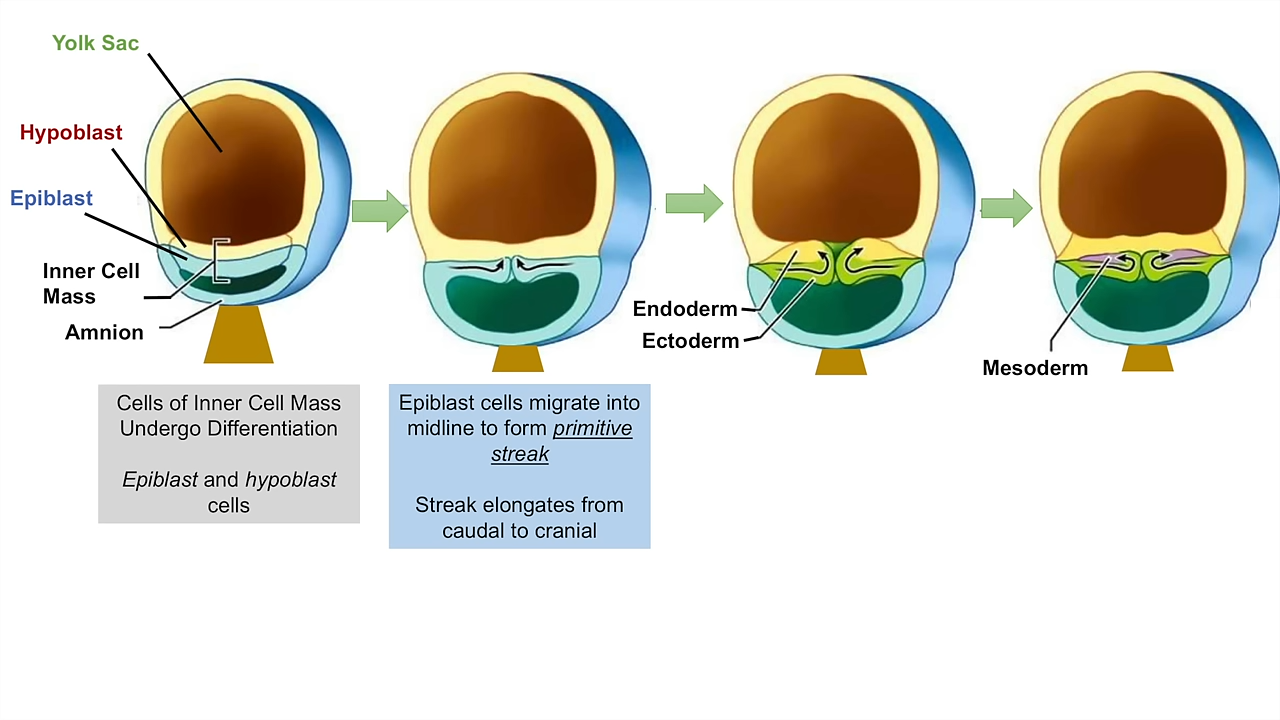 Yolk Sac
Hypoblast
Epiblast
Inner Cell
Mass
Amnion
Endoderm
Ectoderm
Mesoderm
Cells of Inner Cell Mass
Undergo Differentiation
Epiblast and hypoblast
cells
Epiblast cells migrate into
midline to form primitive
streak
Streak elongates from
caudal to cranial